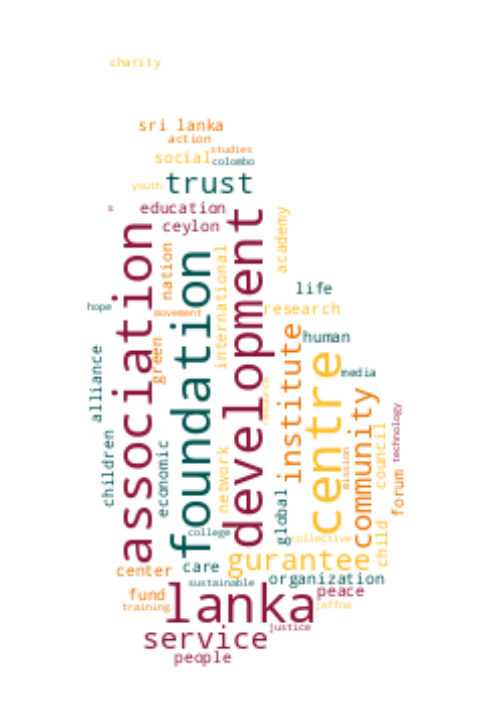 charity
sri lanka
action
studies
social
colombo
youth
trust
s
education
ceylon
association
foundation
development
nation
international
academy
life
hope
movement
research
green
human
institute
centre
media
alliance
resource
community
council
technology
children
economic
network
global
mission
forum
college
collective
child
care
gurantee
center
sustainable
organization
fund
lanka
peace
training
jaffna
service
justice
people